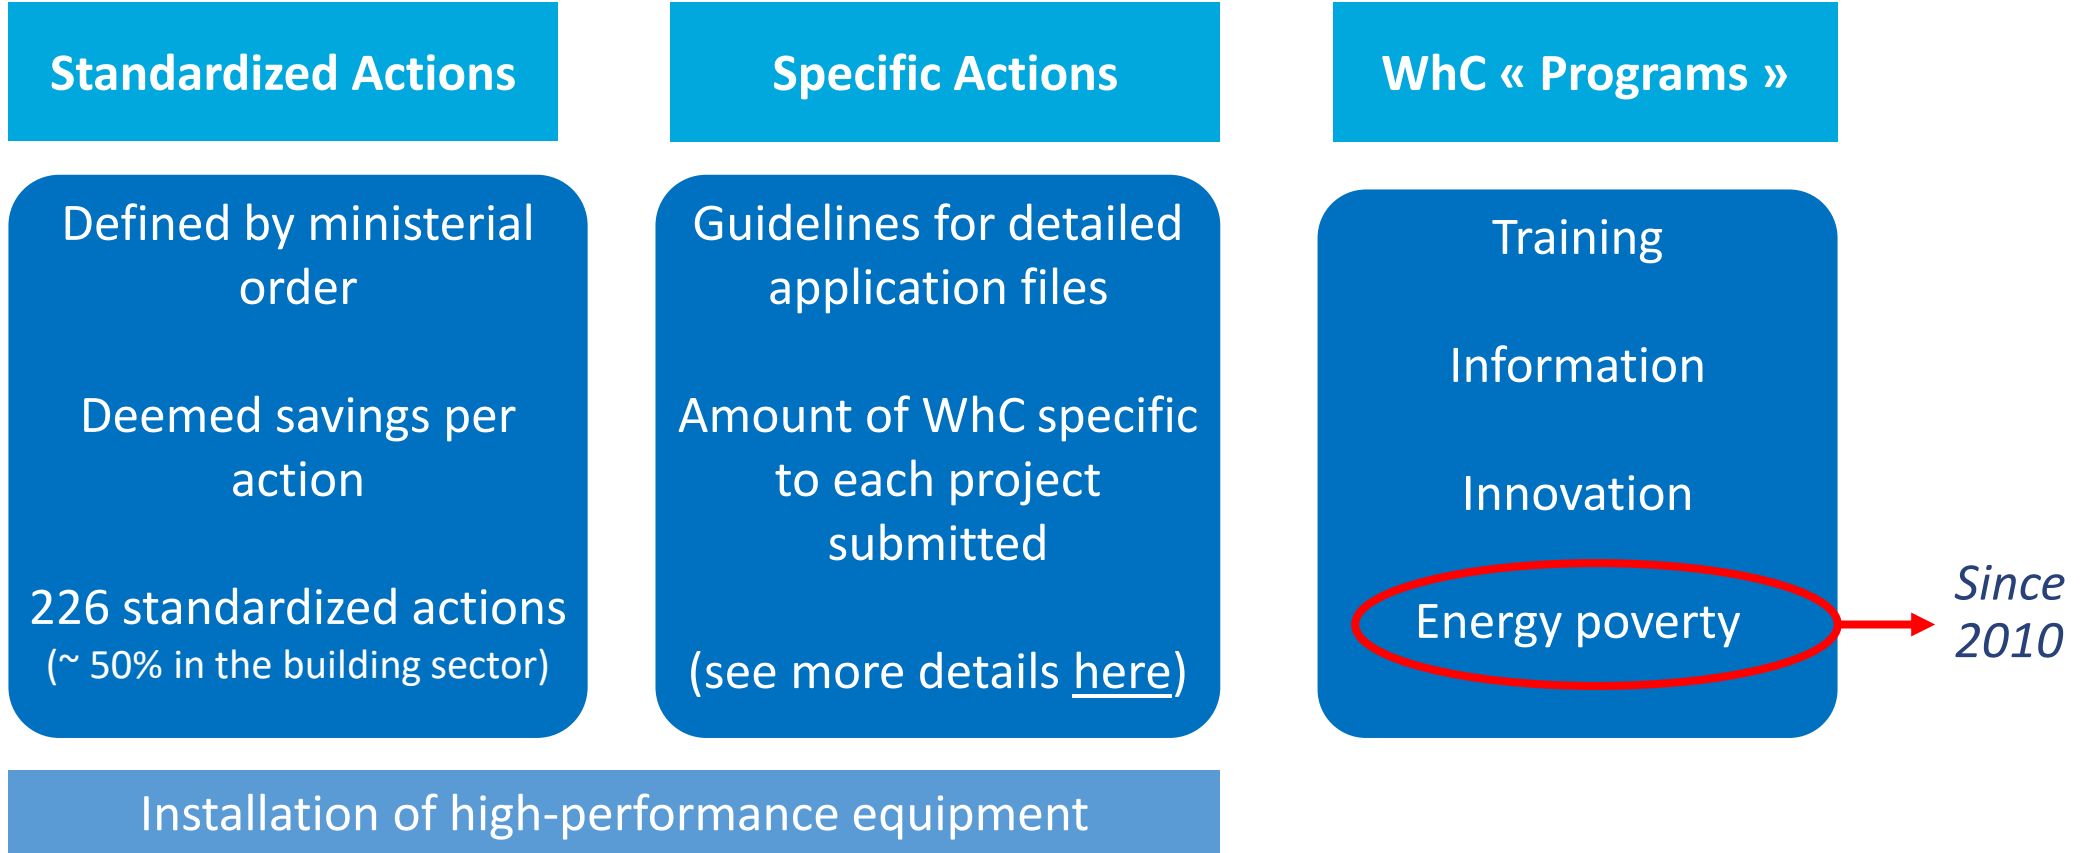 Standardized Actions
Defined by ministerial
order
Deemed savings per
action
226 standardized actions
(~ 50% in the building sector)
Specific Actions
Guidelines for detailed
application files
Amount of WhC specific
to each project
submitted
(see more details here)
Installation of high-performance equipment
WhC « Programs »
Training
Information
Innovation
Energy poverty
Since
2010